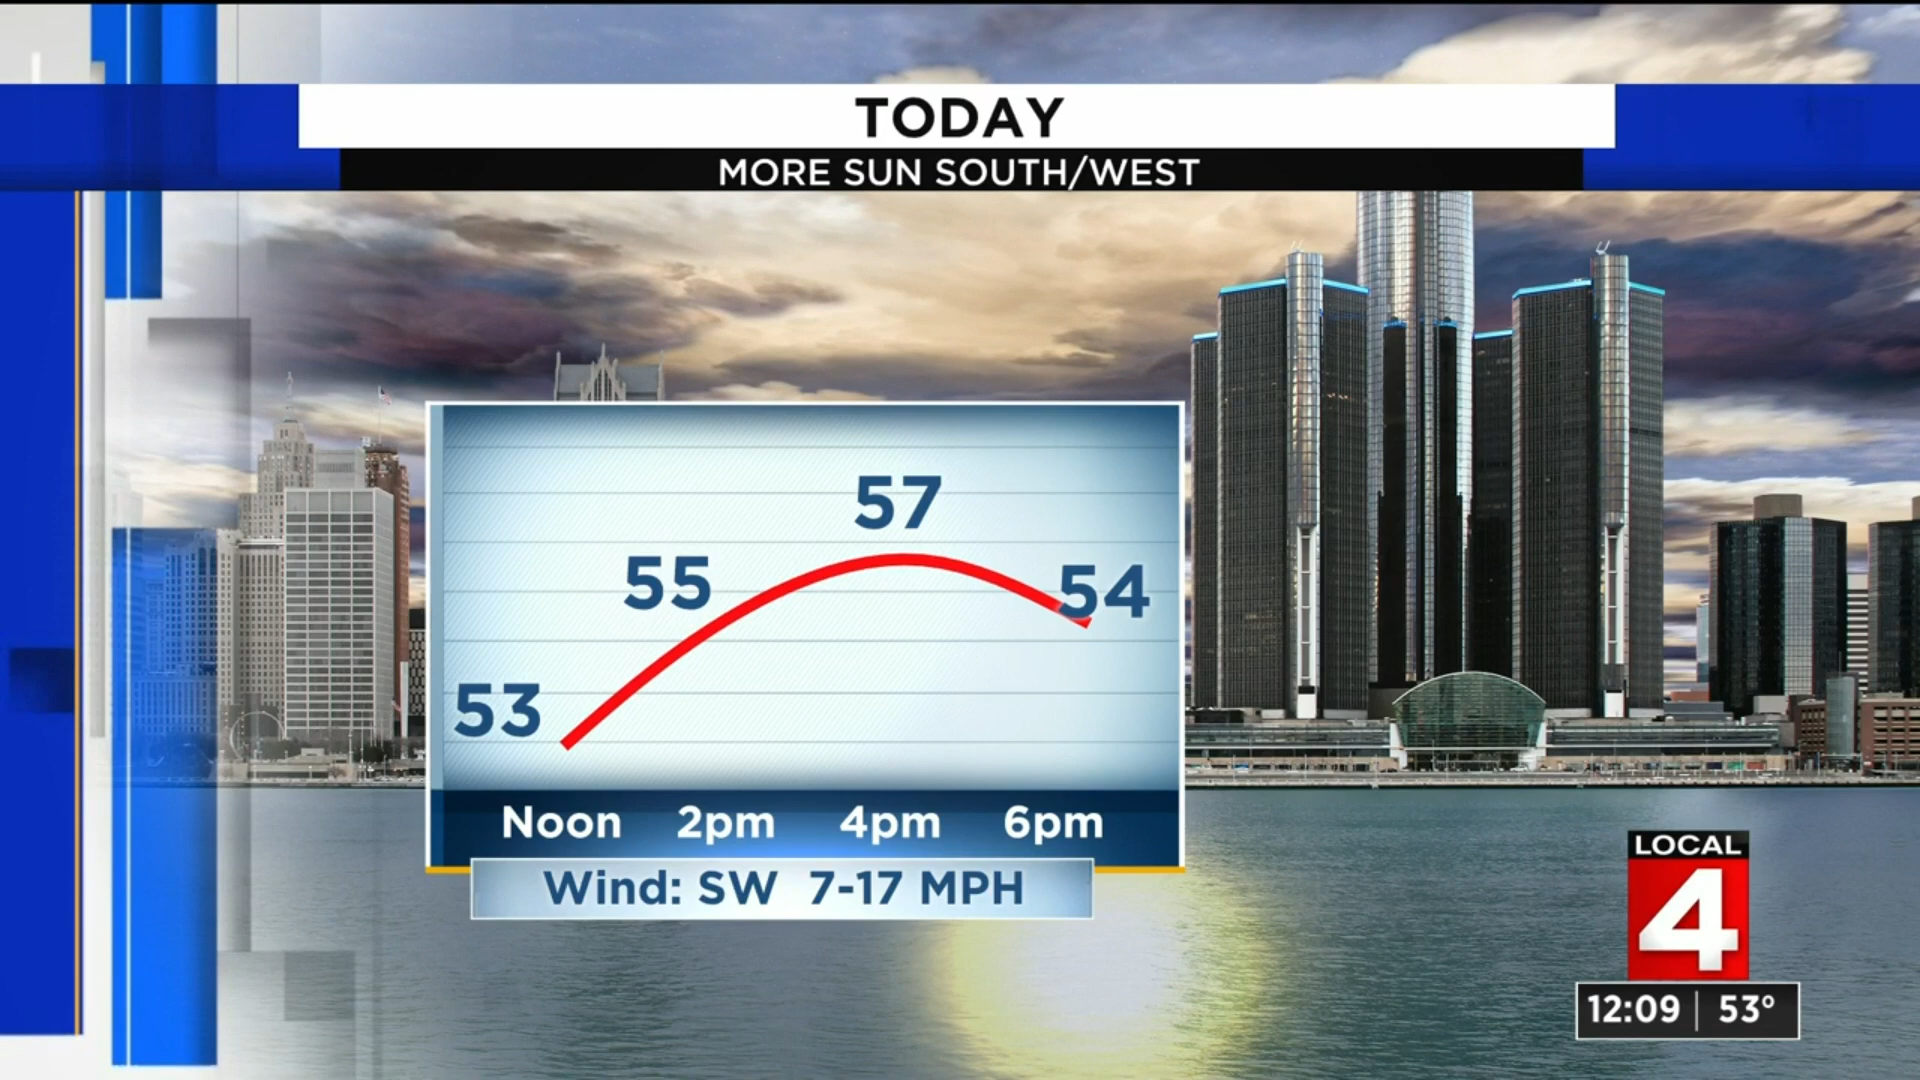 TODAY
MORE SUN SOUTH/WEST
57
55
54
53
Noon 2pm 4pm 6pm
Wind: SW 7-17 MPH
LOCAL
4
12:09 | 53°